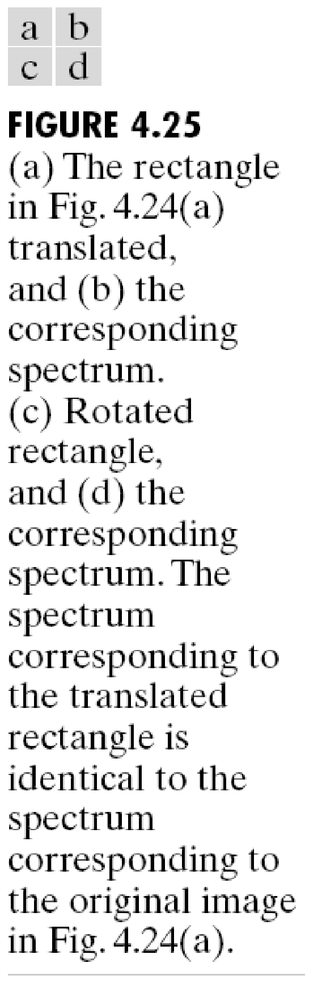 a b
c d
FIGURE 4.25
(a) The rectangle
in Fig. 4.24(a)
translated,
and (b) the
corresponding
spectrum.
(c) Rotated
rectangle,
and (d) the
corresponding
spectrum. The
spectrum
corresponding to
the translated
rectangle is
identical to the
spectrum
corresponding to
the original image
in Fig. 4.24(a).